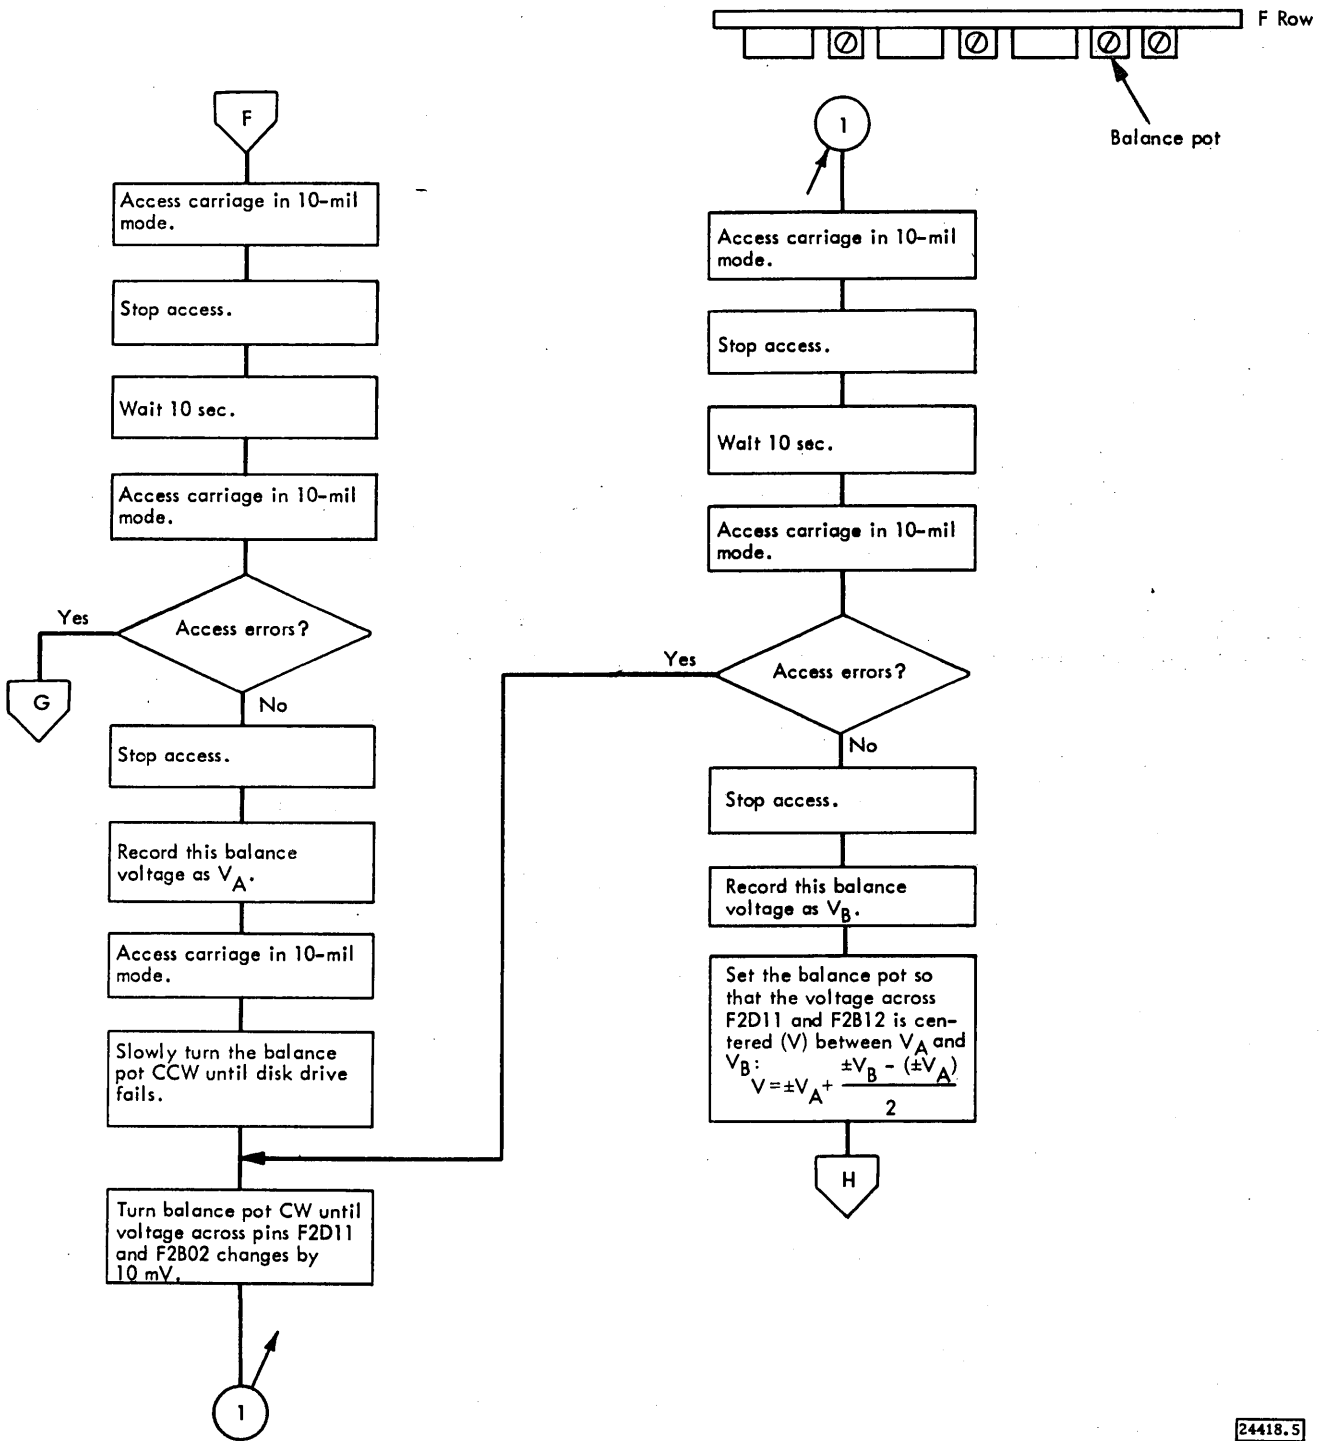 F Row
Balance pot
F
Access carriage in 10-mil
mode.
Stop access.
Wait 10 sec.
Access carriage in 10-mil
mode.
Access errors?
Yes
G
No
Stop access.
Record this balance
voltage as VA.
Access carriage in 10-mil
mode.
Slowly turn the balance
pot CCW until disk drive
fails.
Turn balance pot CW until
voltage across pins F2D11
and F2B02 changes by
10 mV.
1
1
Access carriage in 10-mil
mode.
Stop access.
Wait 10 sec.
Access carriage in 10-mil
mode.
Access errors?
Yes
No
Stop access.
Record this balance
voltage as VB.
Set the balance pot so
that the voltage across
F2D11 and F2B12 is cen-
tered (V) between VA and
VB:
V=±VA+ ±VB - (±VA)
2
H
24418.5